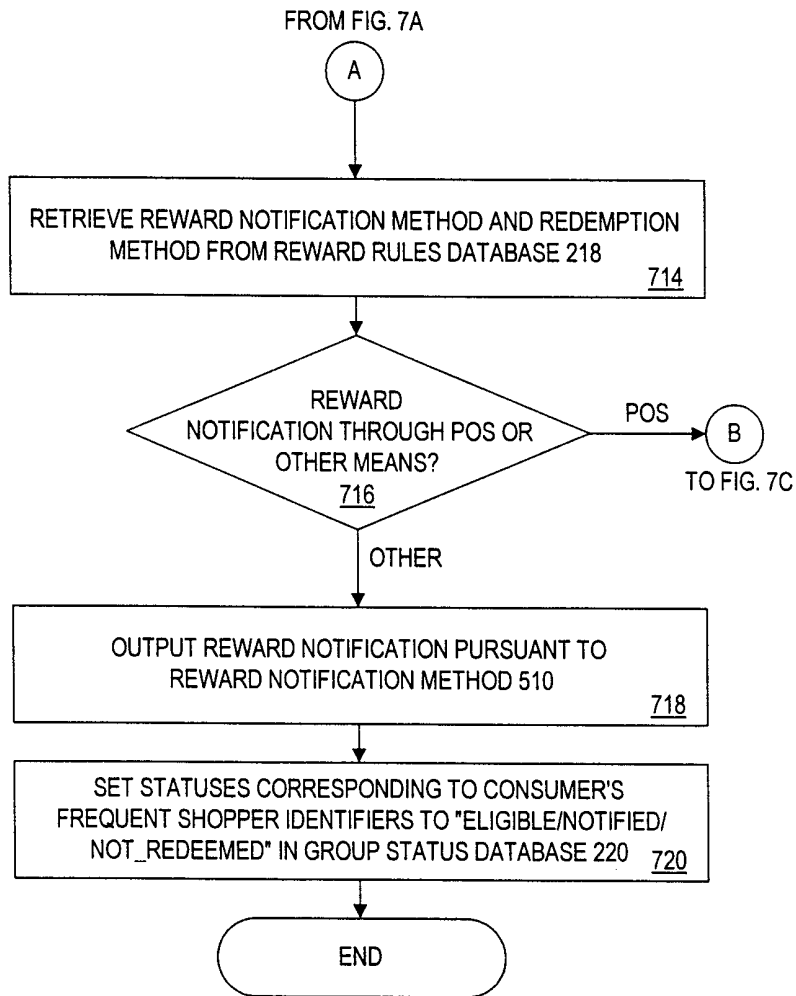 FROM FIG. 7A
A
RETRIEVE REWARD NOTIFICATION METHOD AND REDEMPTION
METHOD FROM REWARD RULES DATABASE 218
714
REWARD
NOTIFICATION THROUGH POS OR
OTHER MEANS?
716
POS
B
TO FIG. 7C
OTHER
OUTPUT REWARD NOTIFICATION PURSUANT TO
REWARD NOTIFICATION METHOD 510
718
SET STATUSES CORRESPONDING TO CONSUMER'S
FREQUENT SHOPPER IDENTIFIERS TO "ELIGIBLE/NOTIFIED/
NOT_REDEEMED" IN GROUP STATUS DATABASE 220
720
END